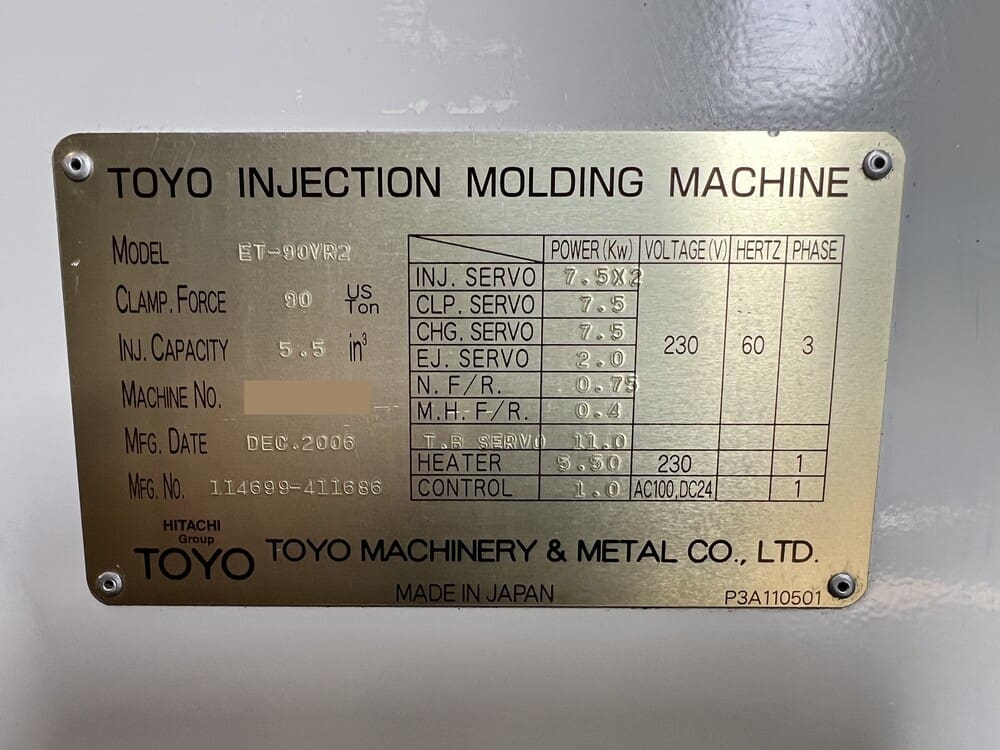 TOYO INJECTION MOLDING MACHINE
MODEL ET-90VR2
CLAMP. FORCE 90 US Ton
INJ. CAPACITY 5.5 in³
MACHINE NO.
MFG. DATE DEC.2006
MFG. NO. 114699-411686
POWER(Kw) VOLTAGE(V) HERTZ PHASE
INJ. SERVO 7.5X2
CLP. SERVO 7.5
CHG. SERVO 7.5
EJ. SERVO 2.0 230 60 3
N. F/R. 0.75
M.H. F/R. 0.4
T.B SERVO 11.0
HEATER 5.50 230 1
CONTROL 1.0 AC100,DC24 1
HITACHI
Group
TOYO TOYO MACHINERY & METAL CO., LTD.
MADE IN JAPAN P3A110501